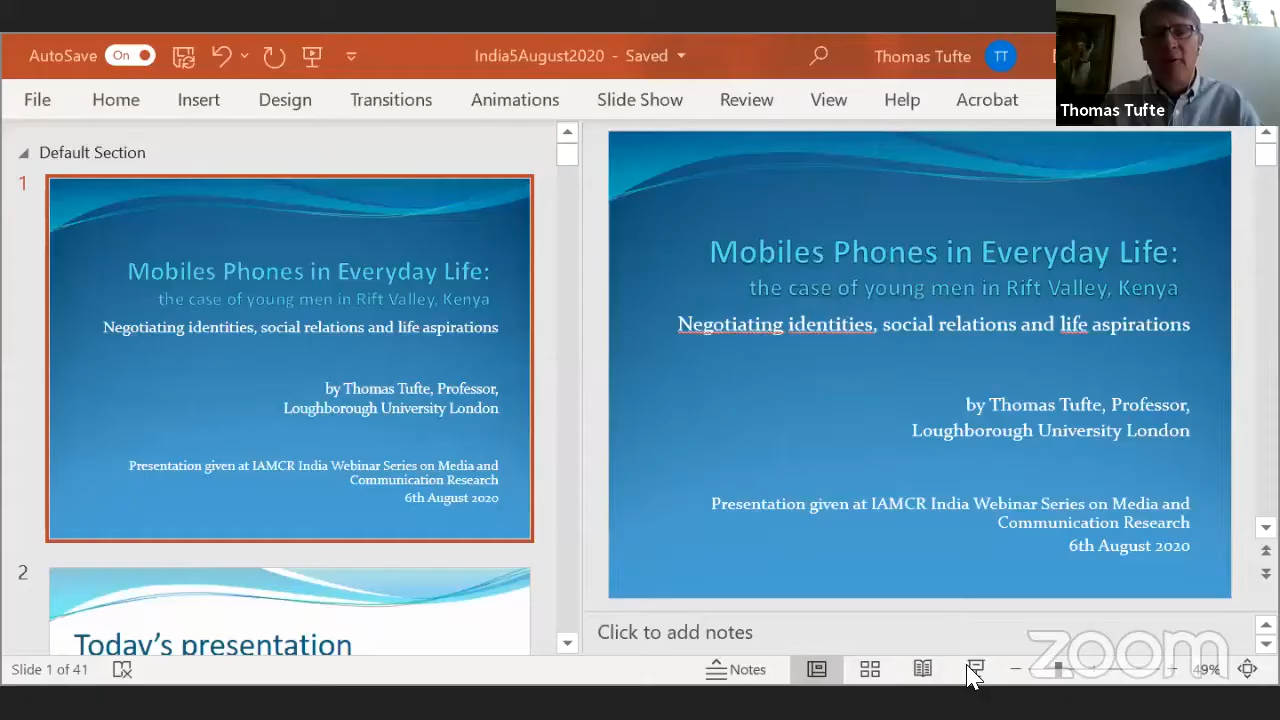 AutoSave On India5August2020 - Saved Thomas Tufte TT
Thomas Tufte
File Home Insert Design Transitions Animations Slide Show Review View Help Acrobat
Default Section
1
Mobiles Phones in Everyday Life:
the case of young men in Rift Valley, Kenya
Negotiating identities, social relations and life aspirations
by Thomas Tufte, Professor,
Loughborough University London
Presentation given at IAMCR India Webinar Series on Media and
Communication Research
6th August 2020
2
Today's presentation
Mobiles Phones in Everyday Life:
the case of young men in Rift Valley, Kenya
Negotiating identities, social relations and life aspirations
by Thomas Tufte, Professor,
Loughborough University London
Presentation given at IAMCR India Webinar Series on Media and
Communication Research
6th August 2020
Click to add notes
zoom
Slide 1 of 41 Notes 49%